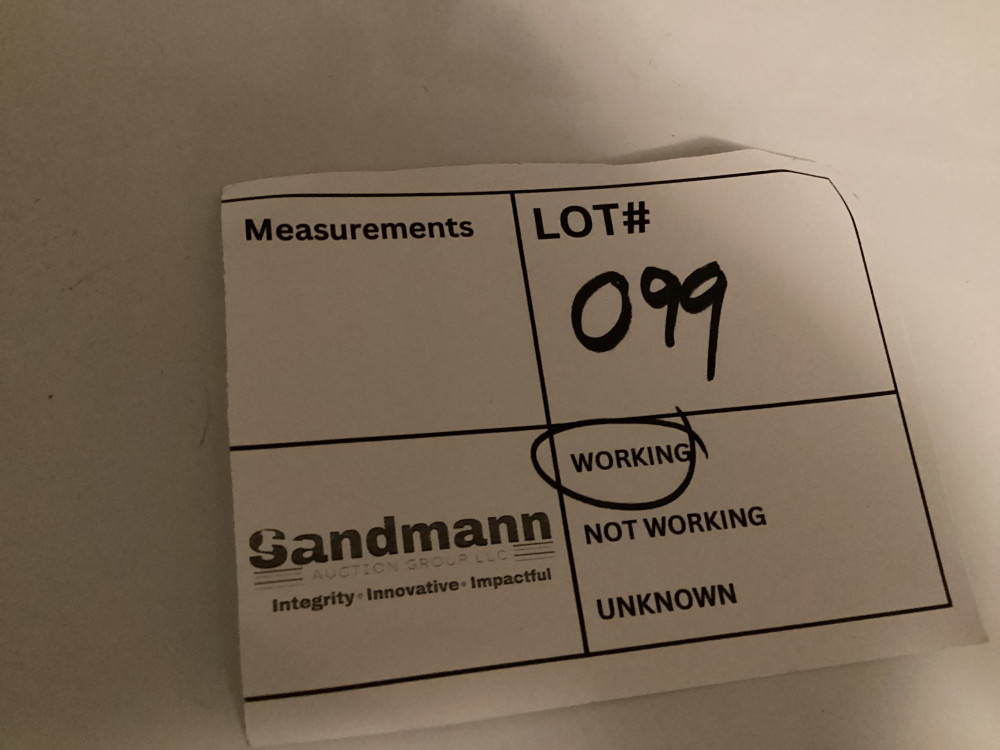 Measurements
LOT#
099
WORKING
NOT WORKING
UNKNOWN
Sandmann
AUCTION GROUP LLC
Integrity • Innovative • Impactful